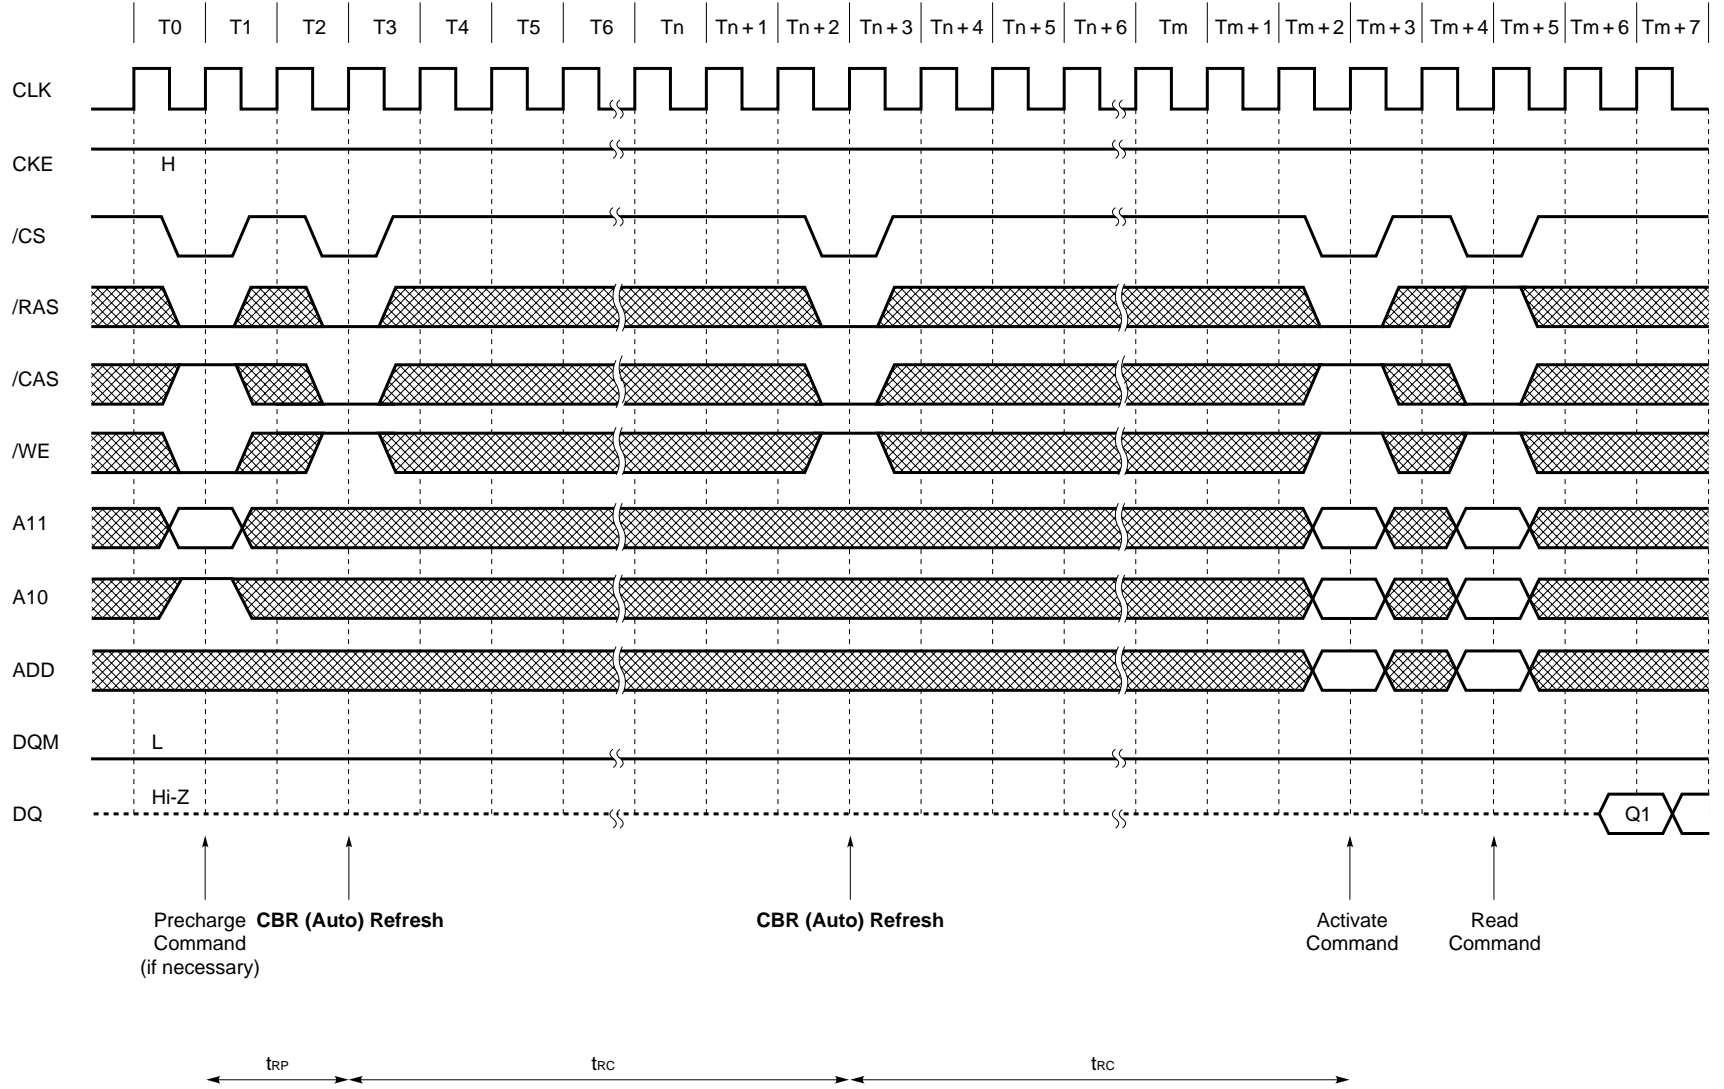 T0 T1 T2 T3 T4 T5 T6 Tn Tn + 1 Tn + 2 Tn + 3 Tn + 4 Tn + 5 Tn + 6 Tm Tm + 1 Tm + 2 Tm + 3 Tm + 4 Tm + 5 Tm + 6 Tm + 7
CLK
CKE H
/CS
/RAS
/CAS
/WE
A11
A10
ADD
DQM L
Hi-Z
DQ Q1
Precharge
Command
(if necessary)
CBR (Auto) Refresh
CBR (Auto) Refresh
Activate
Command
Read
Command
tRP tRC tRC